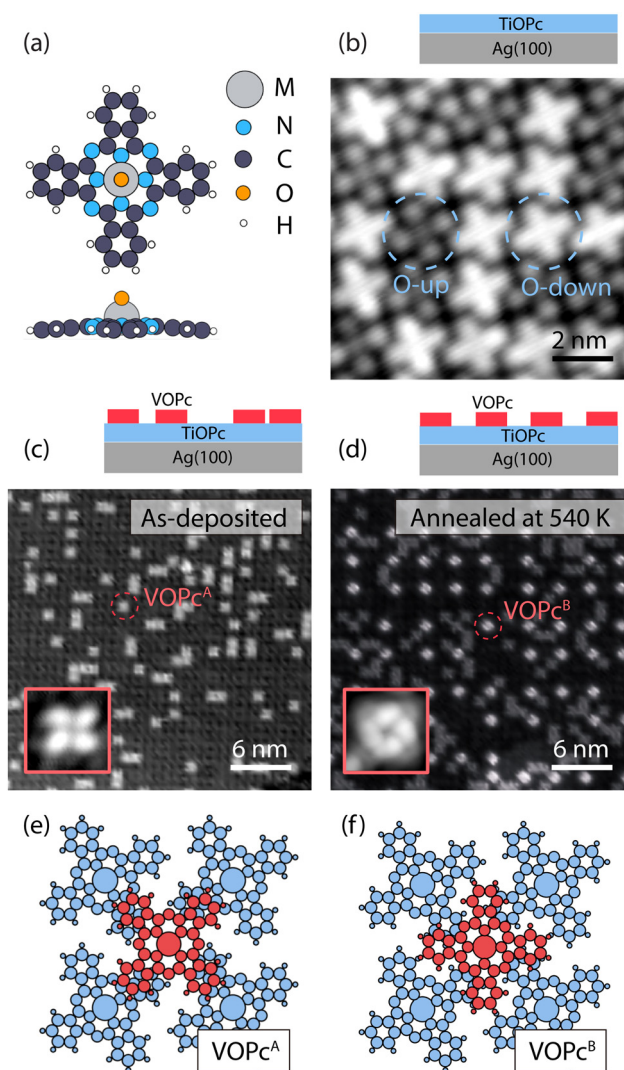 (a)
M
N
C
O
H
(b)
TiOPc
Ag(100)
O-up
O-down
2 nm
(c)
VOPc
TiOPc
Ag(100)
As-deposited
VOPcᴬ
6 nm
(d)
VOPc
TiOPc
Ag(100)
Annealed at 540 K
VOPcᴮ
6 nm
(e)
VOPcᴬ
(f)
VOPcᴮ